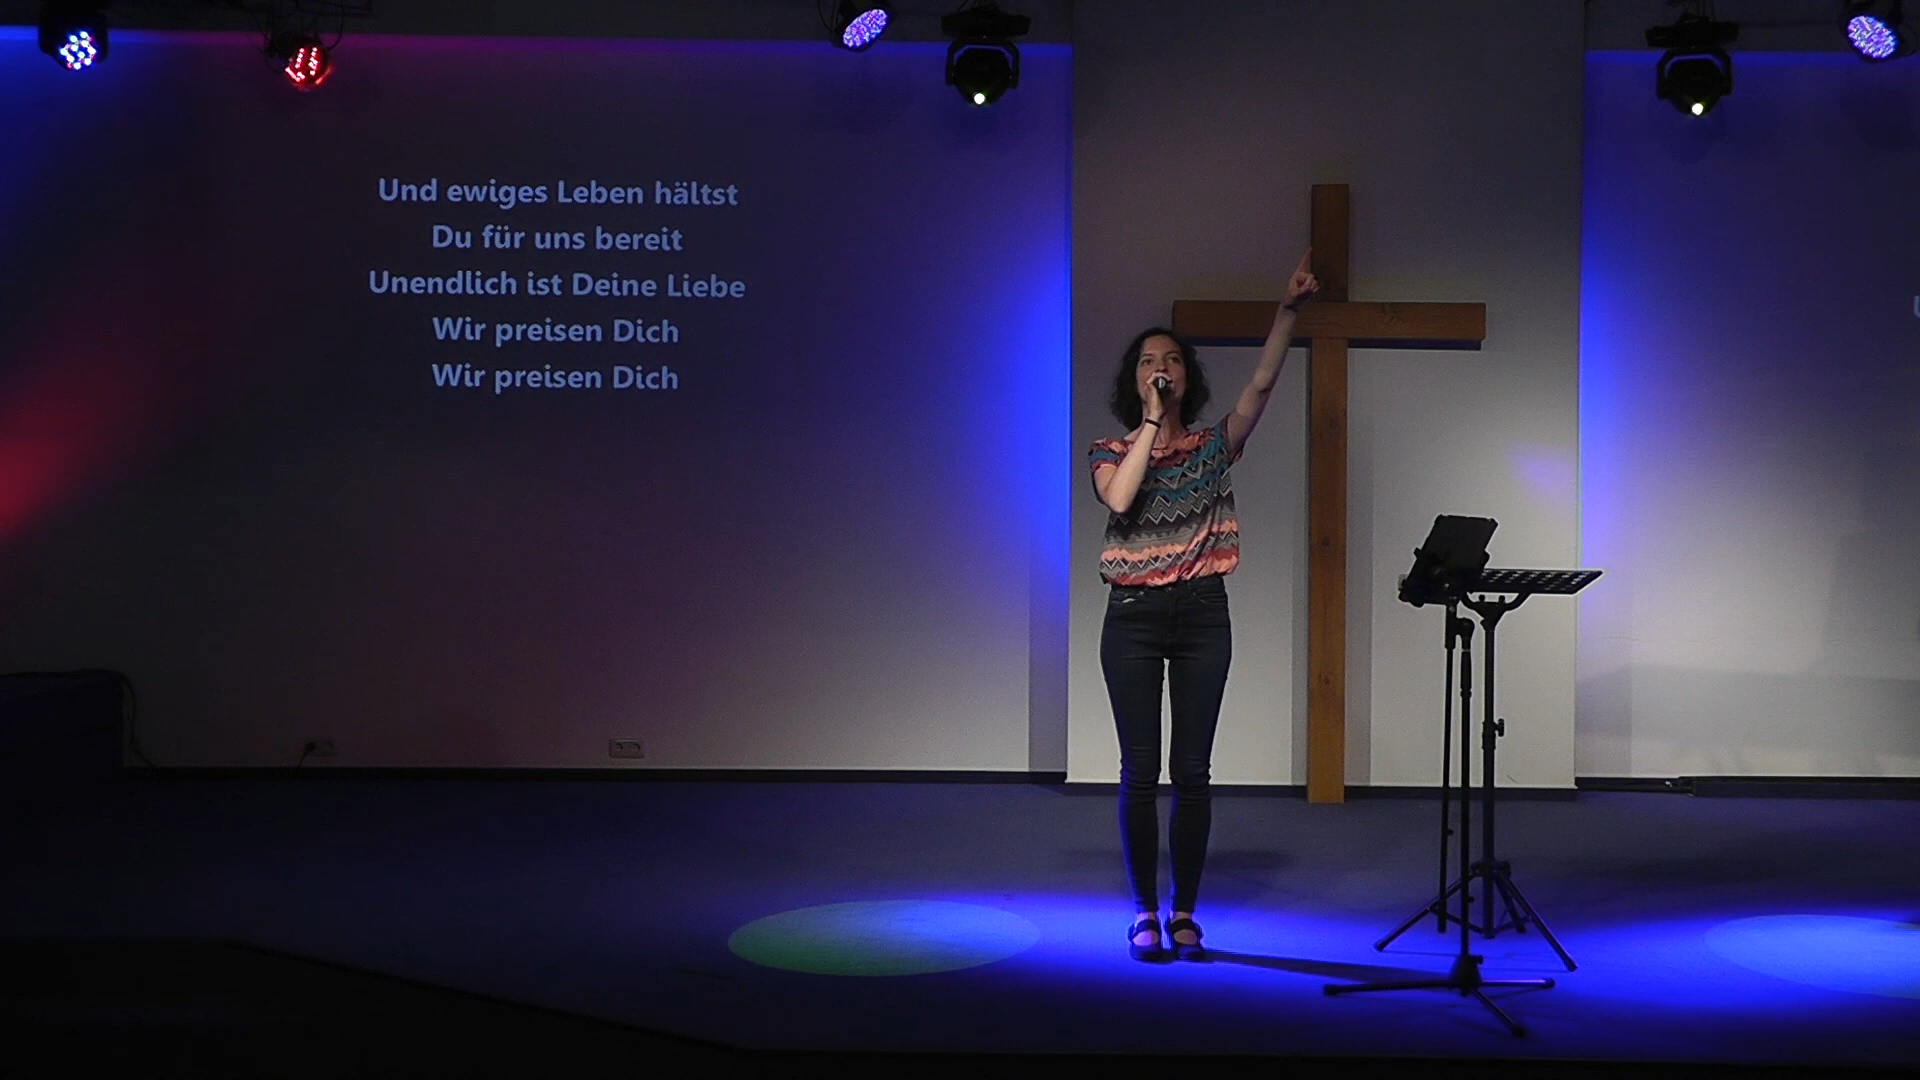 Und ewiges Leben hältst
Du für uns bereit
Unendlich ist Deine Liebe
Wir preisen Dich
Wir preisen Dich